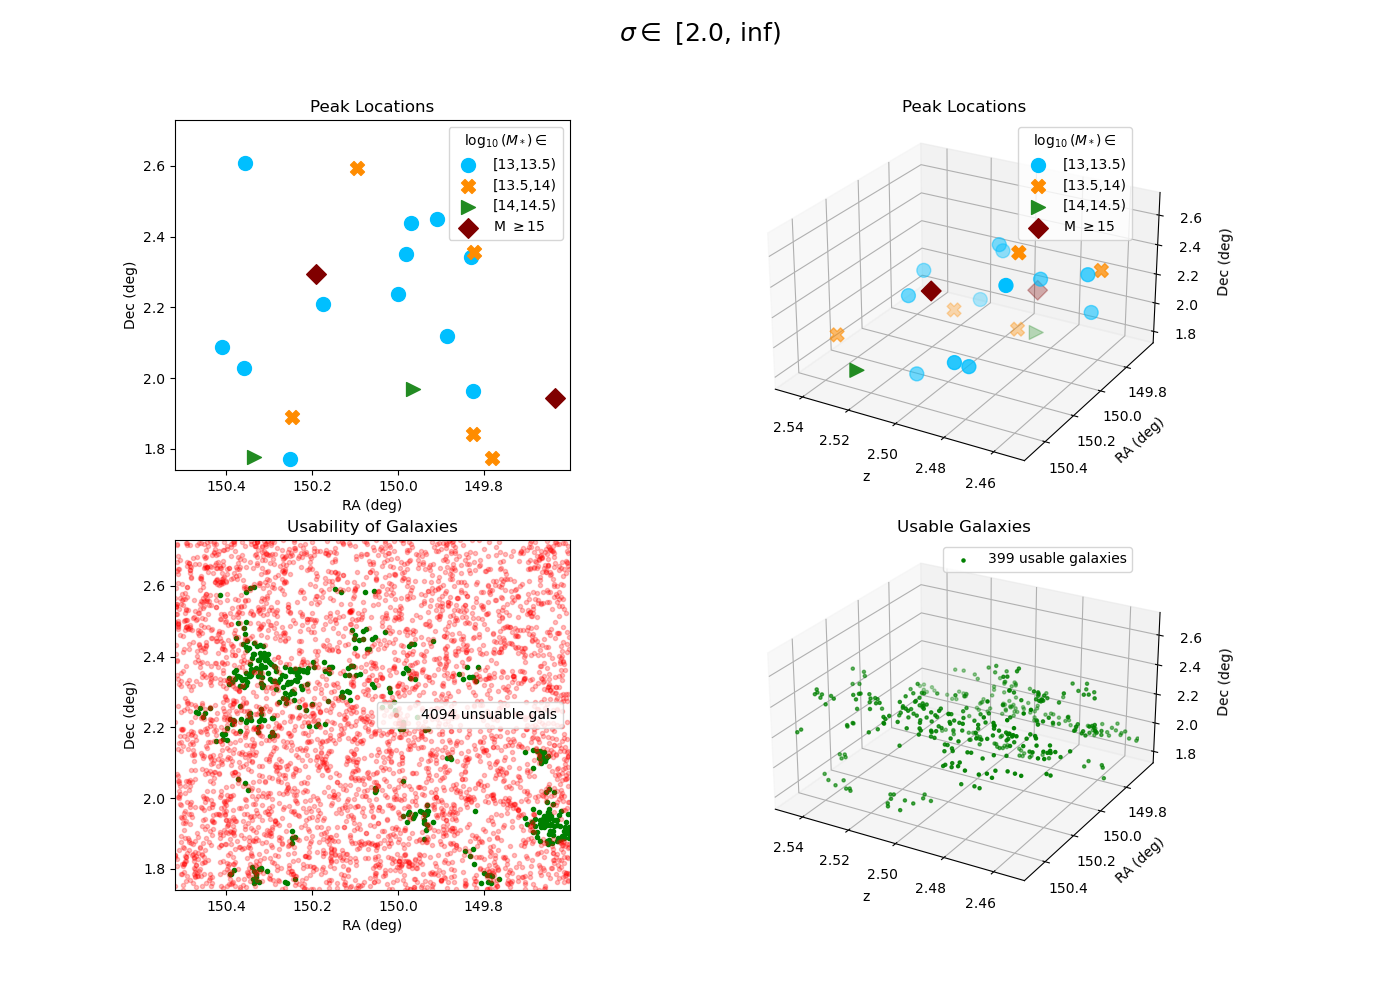 σ ∈ [2.0, inf)
Peak Locations
log₁₀(M*) ∈
[13,13.5)
[13.5,14)
[14,14.5)
M ≥15
2.6
2.4
2.2
2.0
1.8
Dec (deg)
150.4 150.2 150.0 149.8
RA (deg)
Peak Locations
log₁₀(M*) ∈
[13,13.5)
[13.5,14)
[14,14.5)
M ≥15
2.6
2.4
2.2
2.0
1.8
Dec (deg)
149.8
150.0
150.2
150.4
RA (deg)
2.54
2.52
2.50
2.48
2.46
z
Usability of Galaxies
4094 unsuable gals
2.6
2.4
2.2
2.0
1.8
Dec (deg)
150.4 150.2 150.0 149.8
RA (deg)
Usable Galaxies
399 usable galaxies
2.6
2.4
2.2
2.0
1.8
Dec (deg)
149.8
150.0
150.2
150.4
RA (deg)
2.54
2.52
2.50
2.48
2.46
z